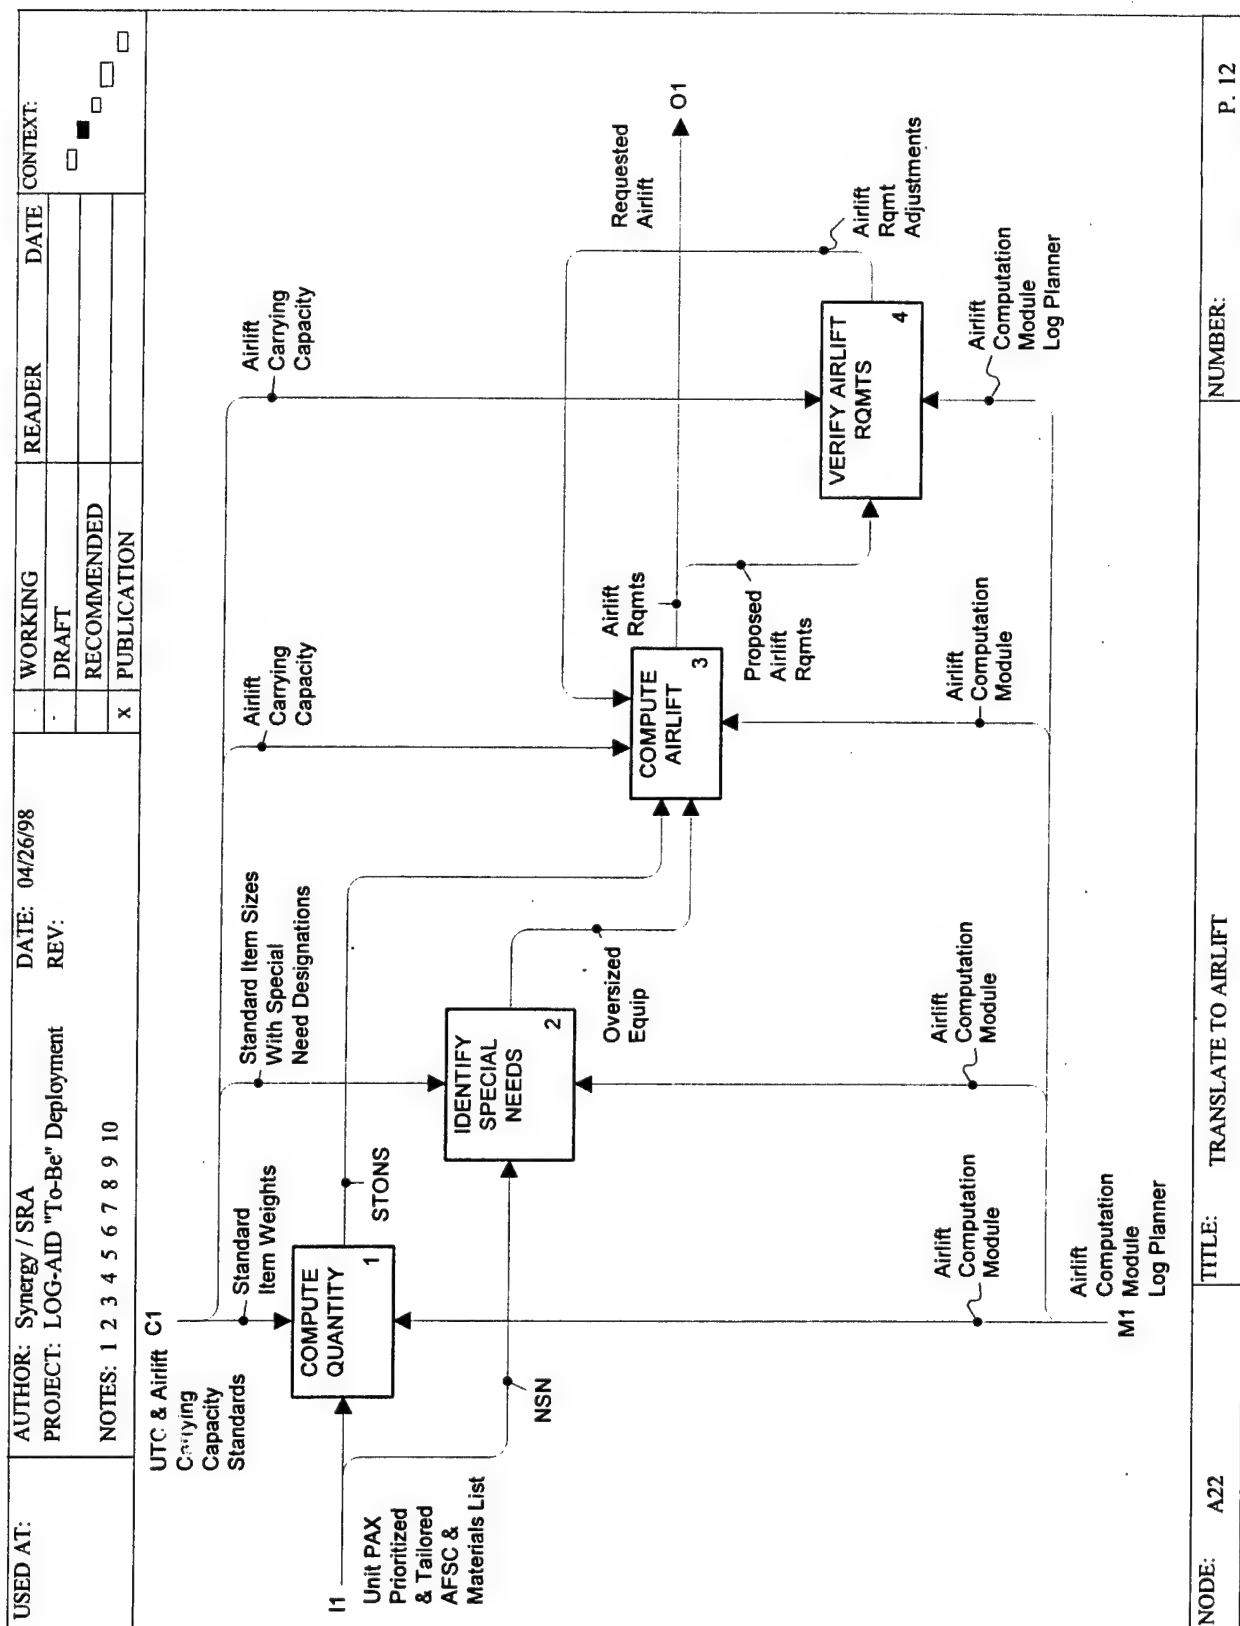 USED AT:
AUTHOR: Synergy / SRA
DATE: 04/26/98
PROJECT: LOG-AID "To-Be" Deployment
REV:
NOTES: 1 2 3 4 5 6 7 8 9 10
WORKING
DRAFT
RECOMMENDED
x PUBLICATION
READER DATE
CONTEXT:
UTC & Airlift C1
Carrying
Capacity
Standards
Standard
Item Weights
Standard Item Sizes
With Special
Need Designations
Airlift
Carrying
Capacity
Airlift
Carrying
Capacity
I1
Unit PAX
Prioritized
& Tailored
AFSC &
Materials List
COMPUTE
QUANTITY
1
STONS
NSN
IDENTIFY
SPECIAL
NEEDS
2
Oversized
Equip
COMPUTE
AIRLIFT
3
Airlift
Rqmts
Proposed
Airlift
Rqmts
Requested
Airlift
O1
VERIFY AIRLIFT
RQMTS
4
Airlift
Rqmt
Adjustments
Airlift
Computation
Module
Airlift
Computation
Module
Airlift
Computation
Module
Airlift
Computation
Module
Log Planner
M1
Airlift
Computation
Module
Log Planner
NODE: A22
TITLE: TRANSLATE TO AIRLIFT
NUMBER:
P. 12